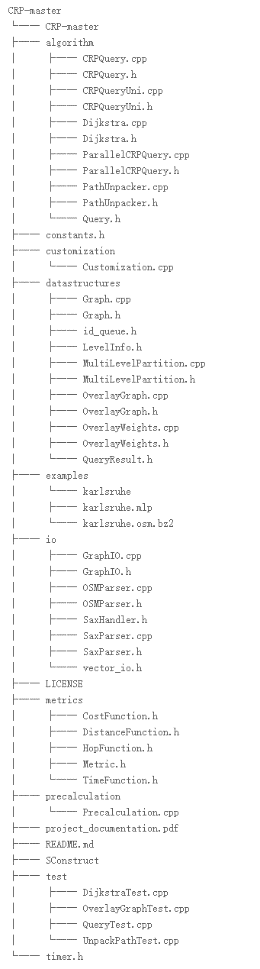 CRP-master
└── CRP-master
├── algorithm
│   ├── CRPQuery.cpp
│   ├── CRPQuery.h
│   ├── CRPQueryUni.cpp
│   ├── CRPQueryUni.h
│   ├── Dijkstra.cpp
│   ├── Dijkstra.h
│   ├── ParallelCRPQuery.cpp
│   ├── ParallelCRPQuery.h
│   ├── PathUnpacker.cpp
│   ├── PathUnpacker.h
│   └── Query.h
├── constants.h
├── customization
│   └── Customization.cpp
├── datastructures
│   ├── Graph.cpp
│   ├── Graph.h
│   ├── id_queue.h
│   ├── LevelInfo.h
│   ├── MultiLevelPartition.cpp
│   ├── MultiLevelPartition.h
│   ├── OverlayGraph.cpp
│   ├── OverlayGraph.h
│   ├── OverlayWeights.cpp
│   ├── OverlayWeights.h
│   └── QueryResult.h
├── examples
│   └── karlsruhe
│   ├── karlsruhe.mlp
│   └── karlsruhe.osm.bz2
├── io
│   ├── GraphIO.cpp
│   ├── GraphIO.h
│   ├── OSMParser.cpp
│   ├── OSMParser.h
│   ├── SaxHandler.h
│   ├── SaxParser.cpp
│   ├── SaxParser.h
│   └── vector_io.h
├── LICENSE
├── metrics
│   ├── CostFunction.h
│   ├── DistanceFunction.h
│   ├── HopFunction.h
│   ├── Metric.h
│   └── TimeFunction.h
├── precalculation
│   └── Precalculation.cpp
├── project_documentation.pdf
├── README.md
├── SConstruct
├── test
│   ├── DijkstraTest.cpp
│   ├── OverlayGraphTest.cpp
│   ├── QueryTest.cpp
│   └── UnpackPathTest.cpp
└── timer.h